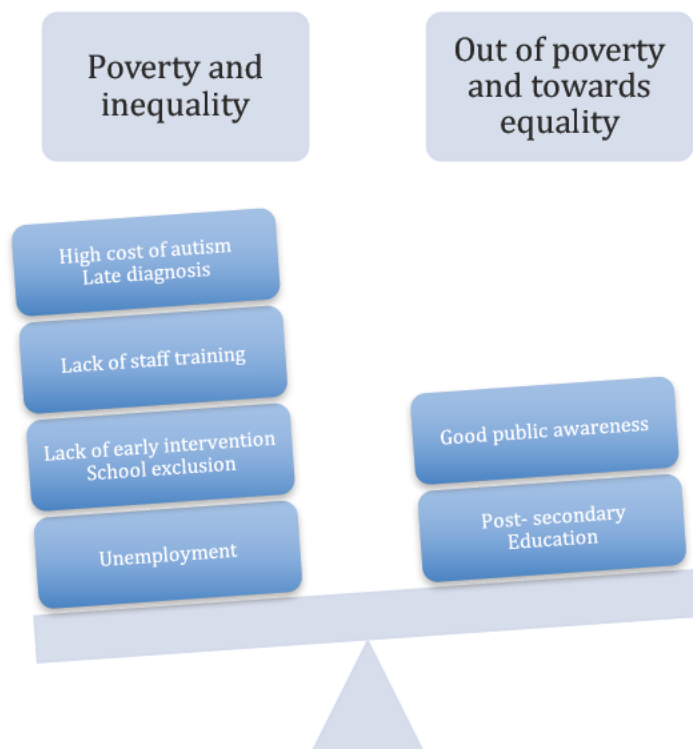 Poverty and
inequality
Out of poverty
and towards
equality
High cost of autism
Late diagnosis
Lack of staff training
Lack of early intervention
School exclusion
Unemployment
Good public awareness
Post- secondary
Education